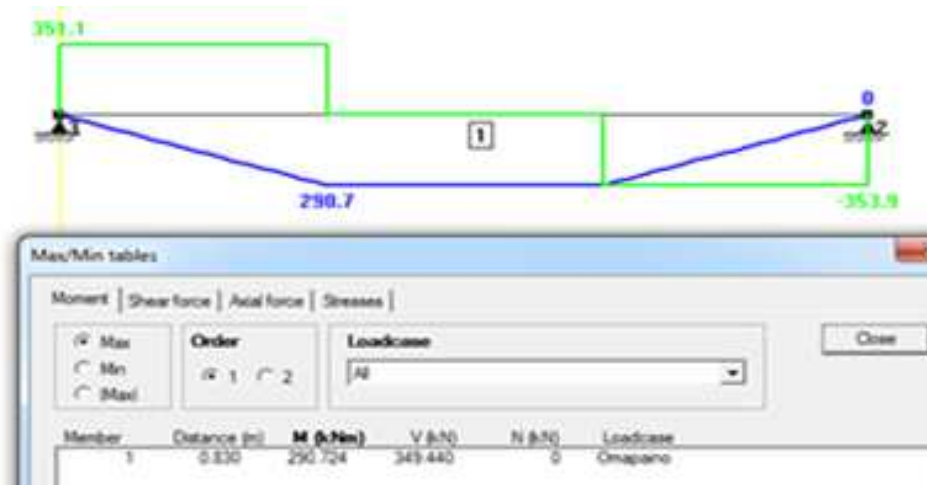 351.1
0
1
1
2
290.7
-353.9
Max/Min tables
Moment Shear force Axial force Stresses
Max Order Loadcase Close
Min 1 2 All
|Max|
Member Distance (m) M (kNm) V (kN) N (kN) Loadcase
1 0.830 290.724 349.440 0 Omapaino